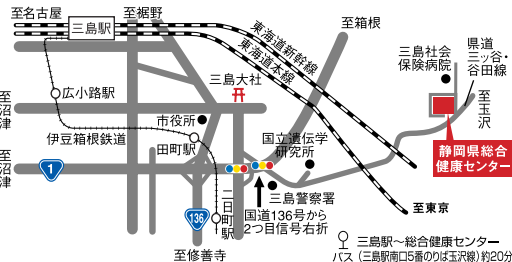 至名古屋
至裾野
至箱根
三島駅
東海道新幹線
東海道本線
三島社会
保険病院
県道
三ッ谷・
谷田線
至沼津
広小路駅
三島大社
至玉沢
市役所
伊豆箱根鉄道
田町駅
国立遺伝学
研究所
静岡県総合
健康センター
至沼津
1
三島警察署
二日町駅
136
国道136号から
2つ目信号右折
至東京
至修善寺
三島駅〜総合健康センター
バス（三島駅南口5番のりば玉沢線）約20分